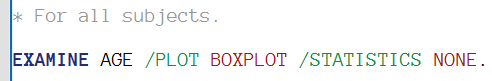 * For all subjects.
EXAMINE AGE /PLOT BOXPLOT /STATISTICS NONE.